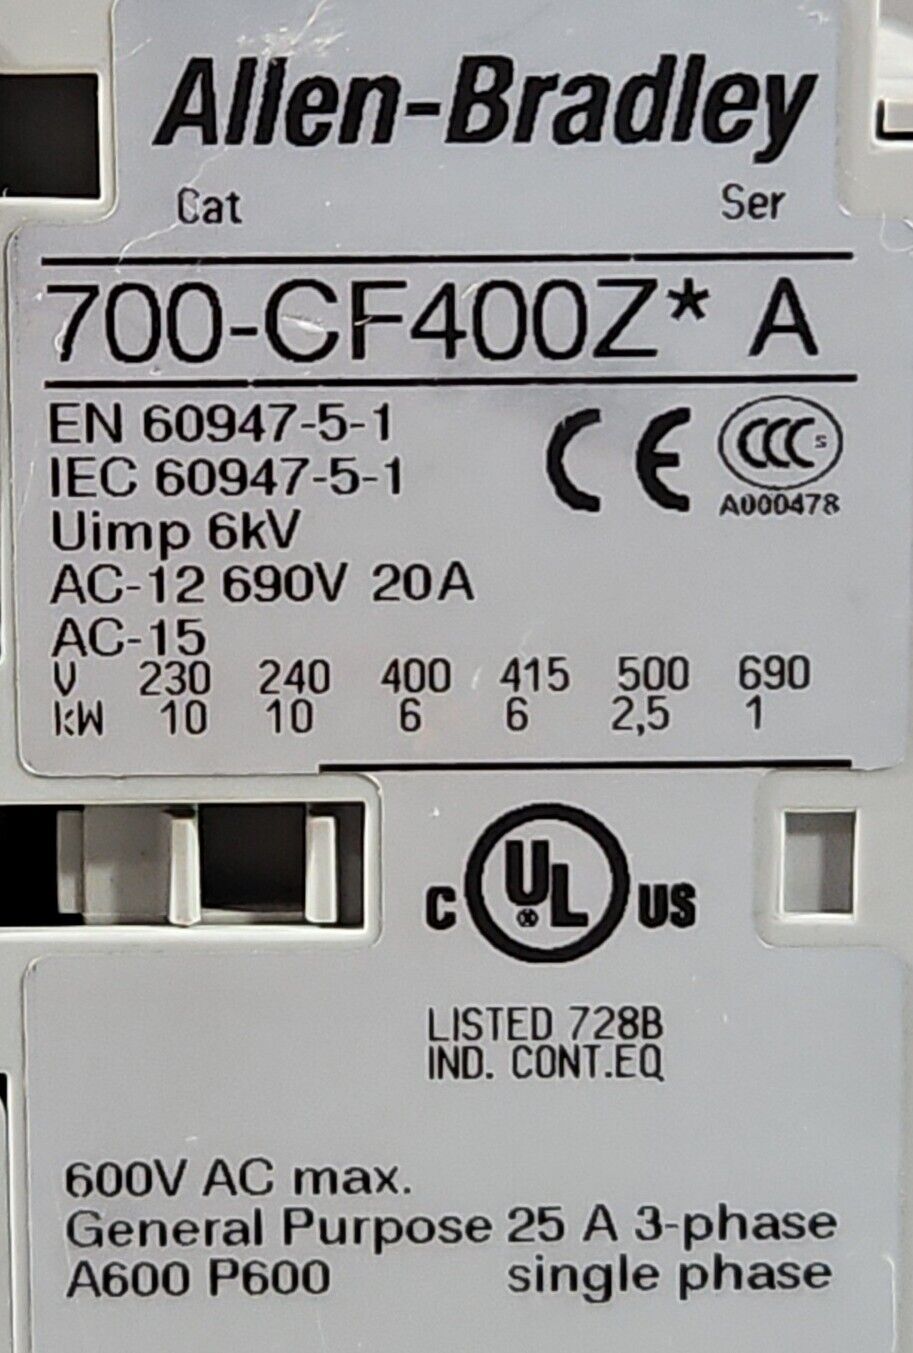 Allen-Bradley
Cat Ser
700-CF400Z* A
EN 60947-5-1
IEC 60947-5-1
Uimp 6kV
AC-12 690V 20A
AC-15
CE
CCC S
A000478
V 230 240 400 415 500 690
kW 10 10 6 6 2,5 1
C UL ® US
LISTED 728B
IND. CONT.EQ
600V AC max.
General Purpose 25 A 3-phase
A600 P600 single phase